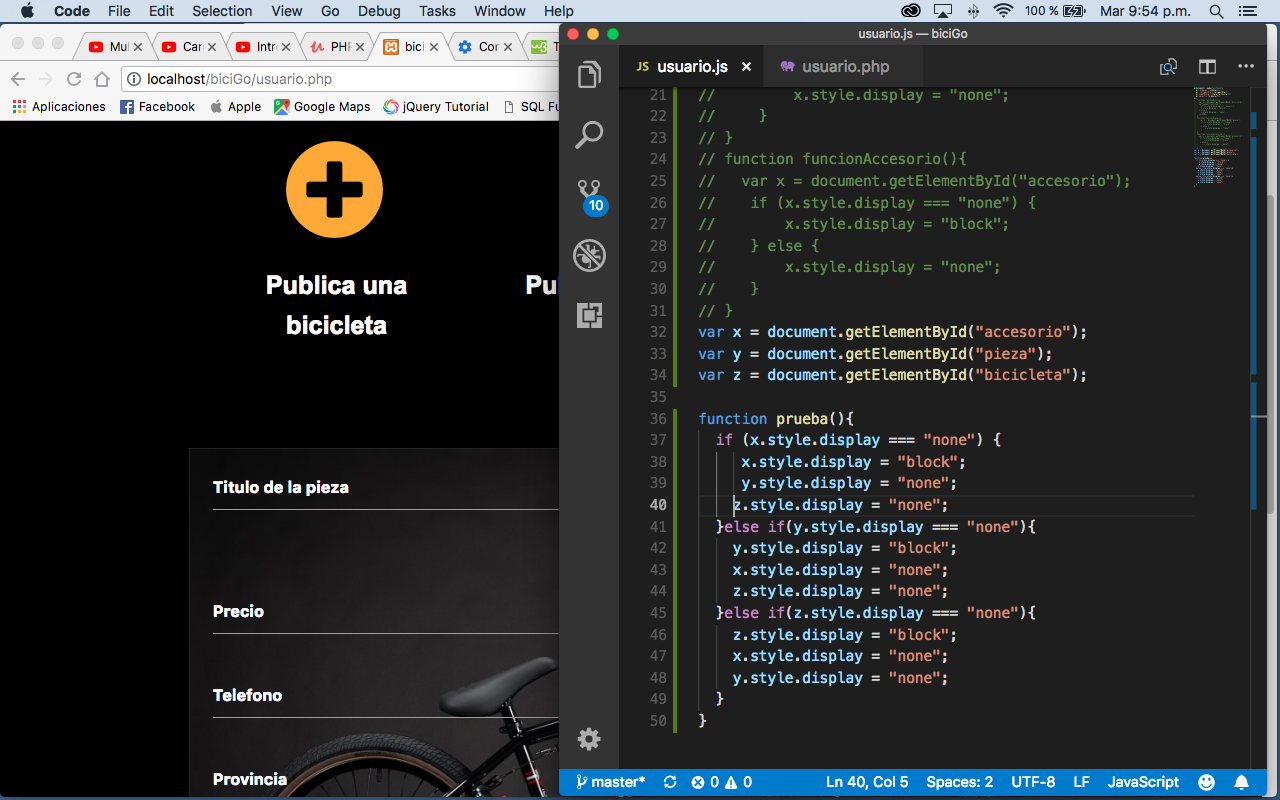 Code File Edit Selection View Go Debug Tasks Window Help 100 % Mar 9:54 p.m.
usuario.js — biciGo
Mul Car Intro PHP bici Con T
localhost/biciGo/usuario.php
Aplicaciones Facebook Apple Google Maps jQuery Tutorial SQL Fu
Publica una
bicicleta
Pu
Titulo de la pieza
Precio
Telefono
Provincia
JS usuario.js usuario.php
10
21 // x.style.display = "none";
22 // }
23 // }
24 // function funcionAccesorio(){
25 // var x = document.getElementById("accesorio");
26 // if (x.style.display === "none") {
27 // x.style.display = "block";
28 // } else {
29 // x.style.display = "none";
30 // }
31 // }
32 var x = document.getElementById("accesorio");
33 var y = document.getElementById("pieza");
34 var z = document.getElementById("bicicleta");
35
36 function prueba(){
37 if (x.style.display === "none") {
38 x.style.display = "block";
39 y.style.display = "none";
40 z.style.display = "none";
41 }else if(y.style.display === "none"){
42 y.style.display = "block";
43 x.style.display = "none";
44 z.style.display = "none";
45 }else if(z.style.display === "none"){
46 z.style.display = "block";
47 x.style.display = "none";
48 y.style.display = "none";
49 }
50 }
master* 0 0 Ln 40, Col 5 Spaces: 2 UTF-8 LF JavaScript